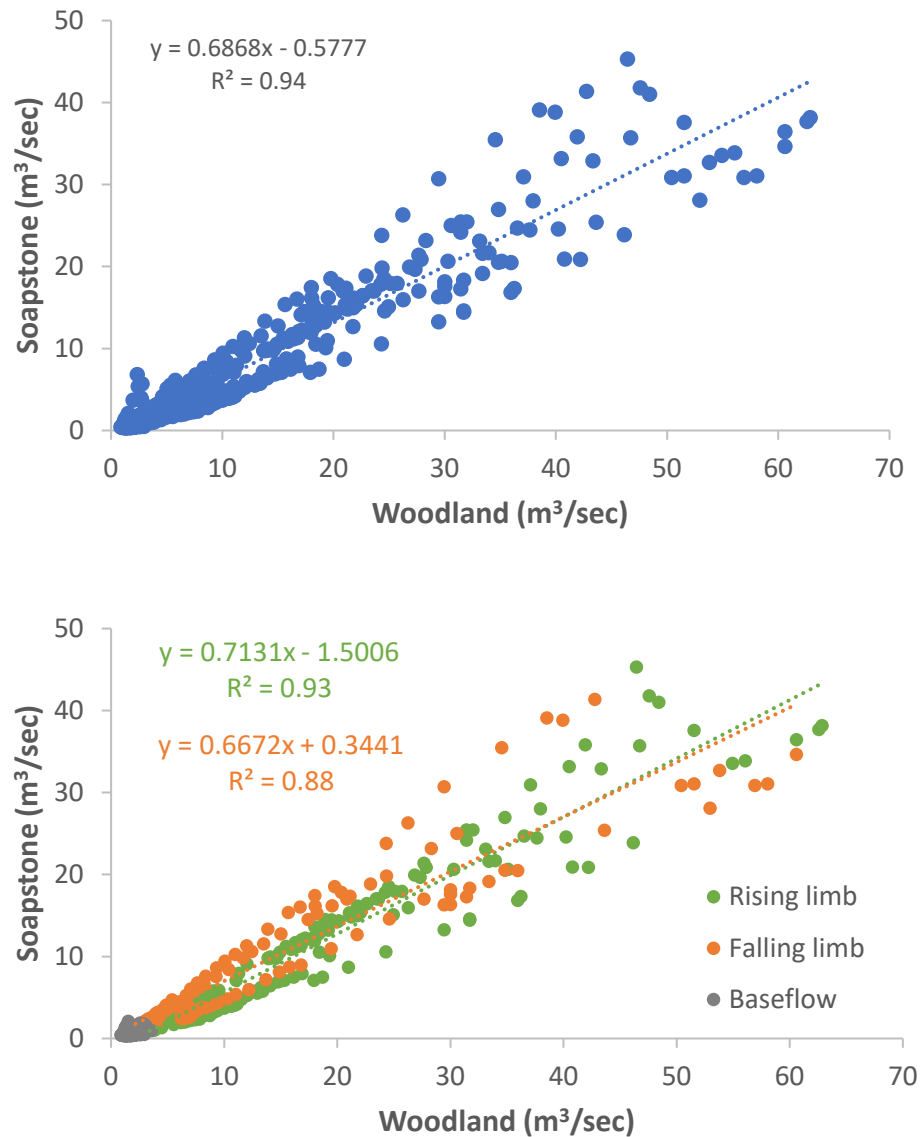 50
y = 0.6868x - 0.5777
R² = 0.94
40
30
20
10
0
Soapstone (m³/sec)
0 10 20 30 40 50 60 70
Woodland (m³/sec)
50
y = 0.7131x - 1.5006
R² = 0.93
40
y = 0.6672x + 0.3441
R² = 0.88
30
20
10
0
Soapstone (m³/sec)
Rising limb
Falling limb
Baseflow
0 10 20 30 40 50 60 70
Woodland (m³/sec)